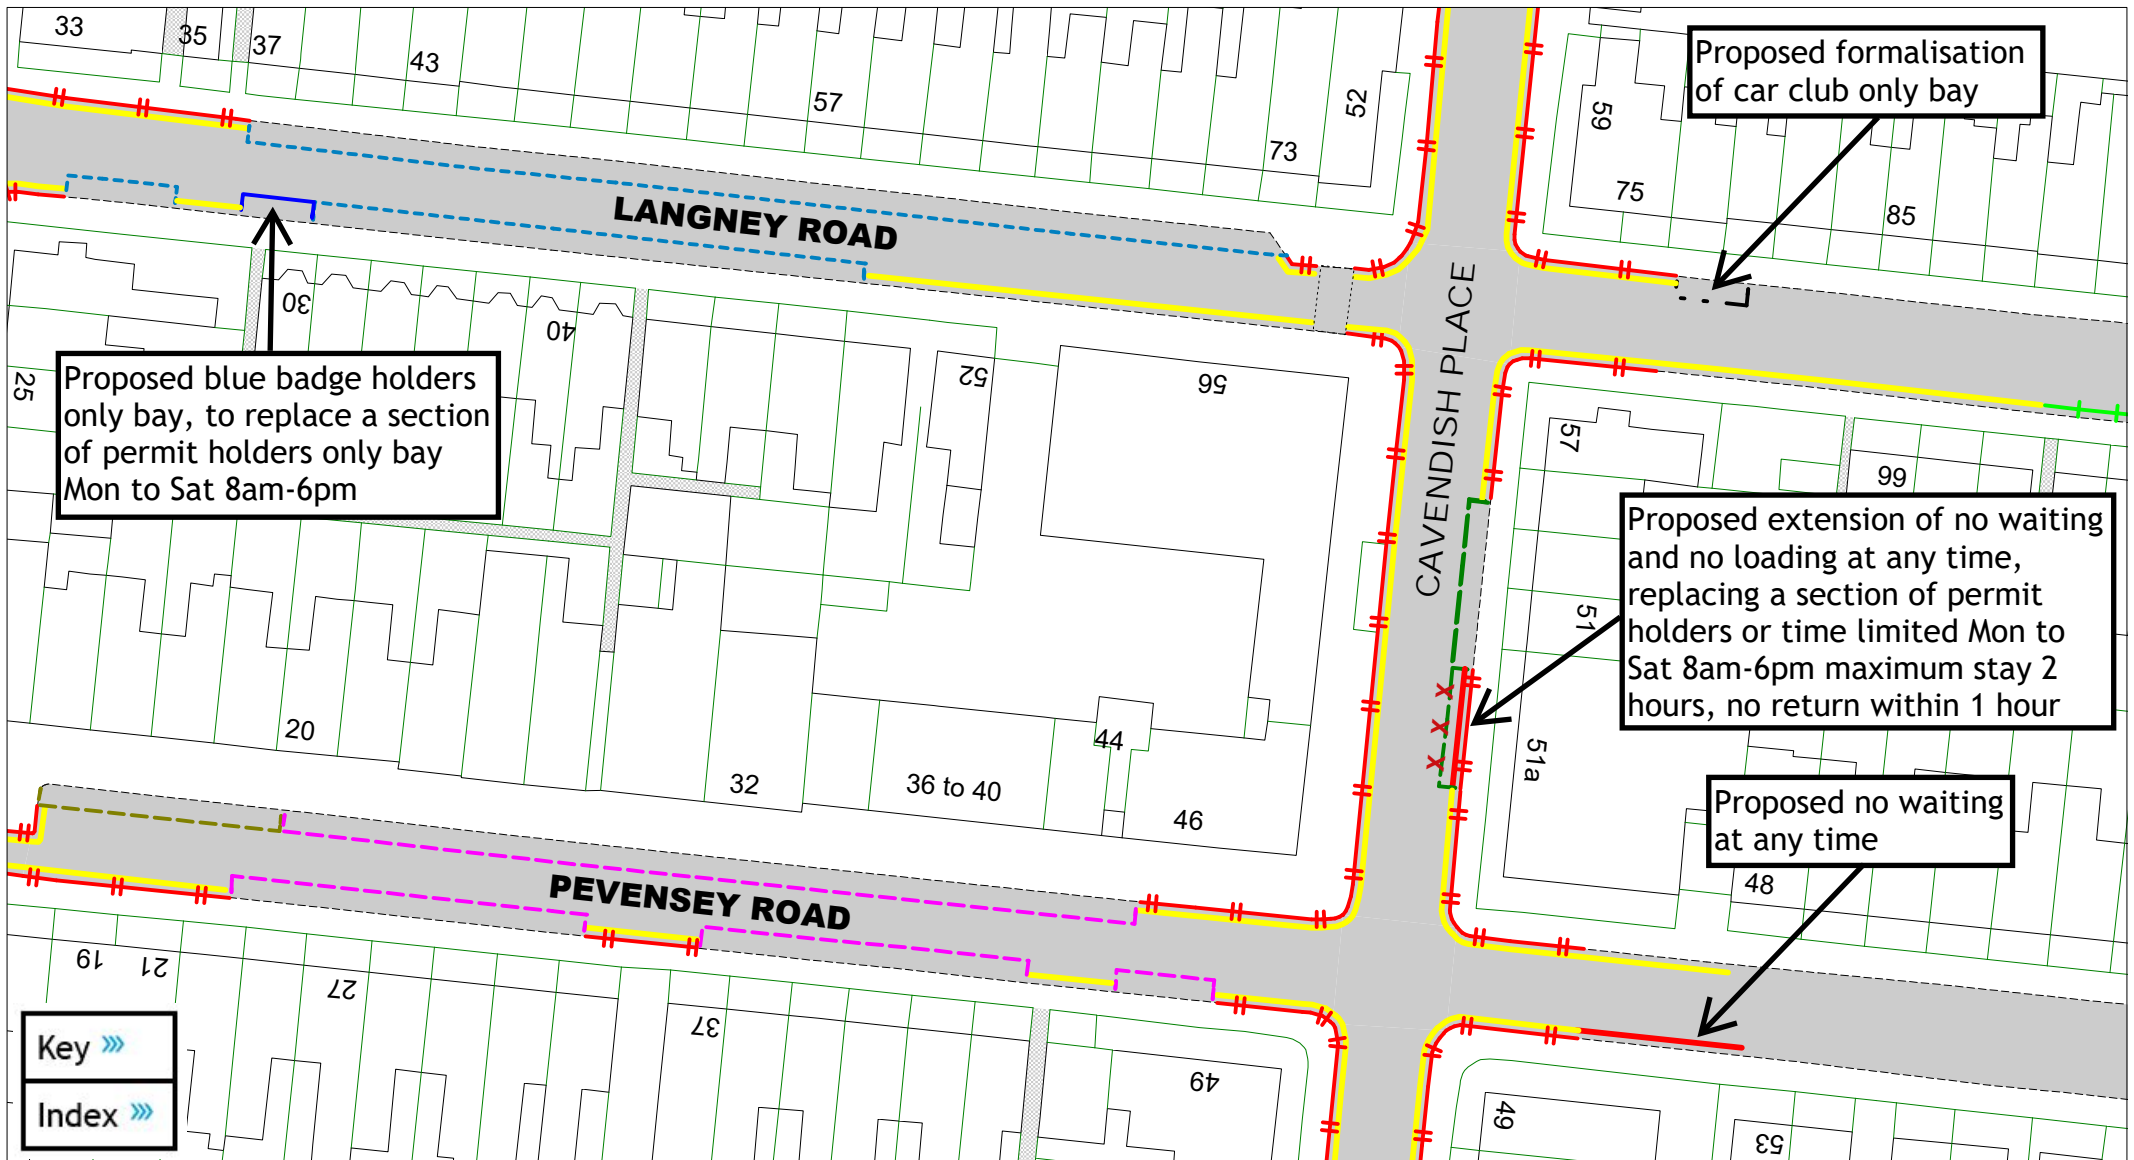 33
35
37
43
57
73
52
59
75
85
Proposed formalisation
of car club only bay
LANGNEY ROAD
CAVENDISH PLACE
30
40
52
56
25
57
66
Proposed blue badge holders
only bay, to replace a section
of permit holders only bay
Mon to Sat 8am-6pm
Proposed extension of no waiting
and no loading at any time,
replacing a section of permit
holders or time limited Mon to
Sat 8am-6pm maximum stay 2
hours, no return within 1 hour
51
51a
x
x
x
20
32
36 to 40
44
46
Proposed no waiting
at any time
48
PEVENSEY ROAD
19
21
27
37
49
49
53
Key »»
Index »»